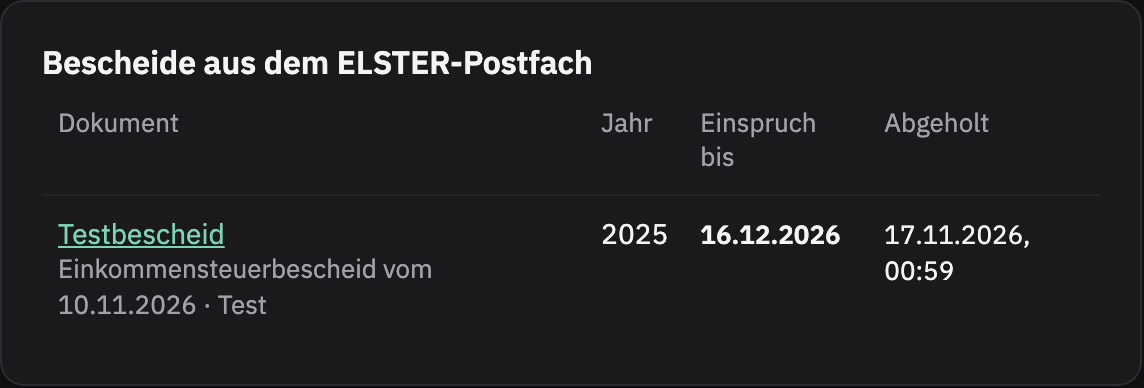 Bescheide aus dem ELSTER-Postfach
Dokument Jahr Einspruch bis Abgeholt
Testbescheid 2025 16.12.2026 17.11.2026, 00:59
Einkommensteuerbescheid vom
10.11.2026 · Test